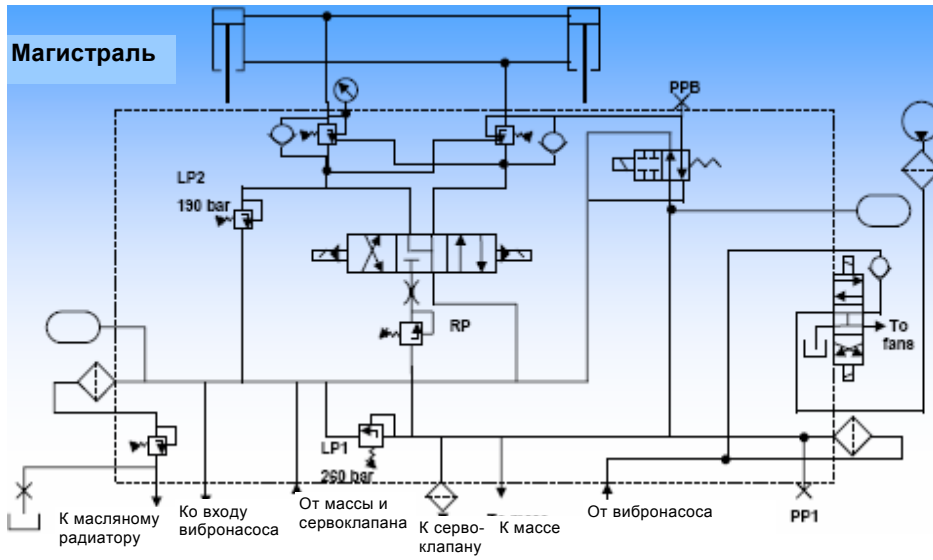 Магистраль
PPB
LP2
190 bar
RP
To
fans
LP1
260 bar
К масляному
радиатору
Ко входу
вибронасоса
От массы и
сервоклапана
К серво-
клапану
К массе
От вибронасоса
PP1